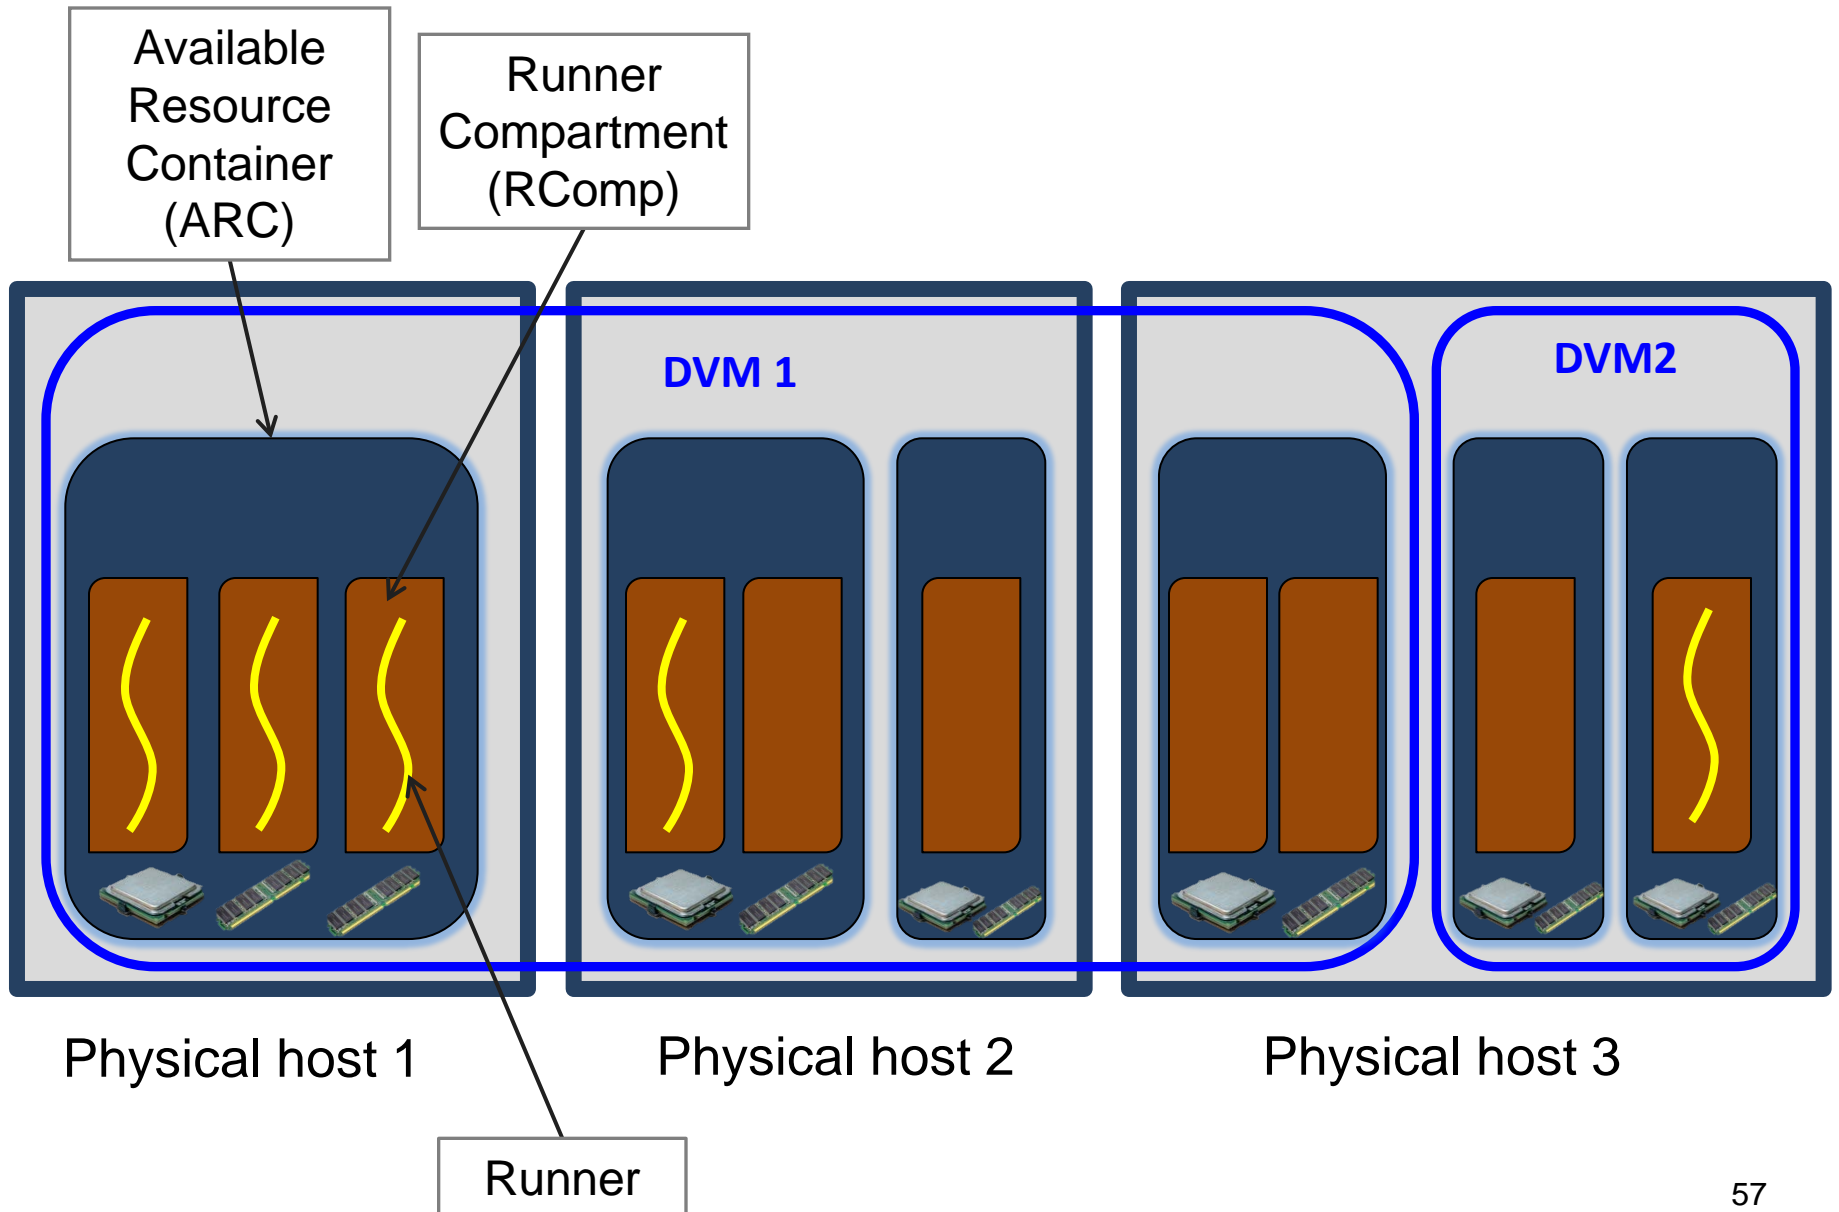 Available
Resource
Container
(ARC)
Runner
Compartment
(RComp)
DVM 1
DVM2
Physical host 1
Physical host 2
Physical host 3
Runner
57